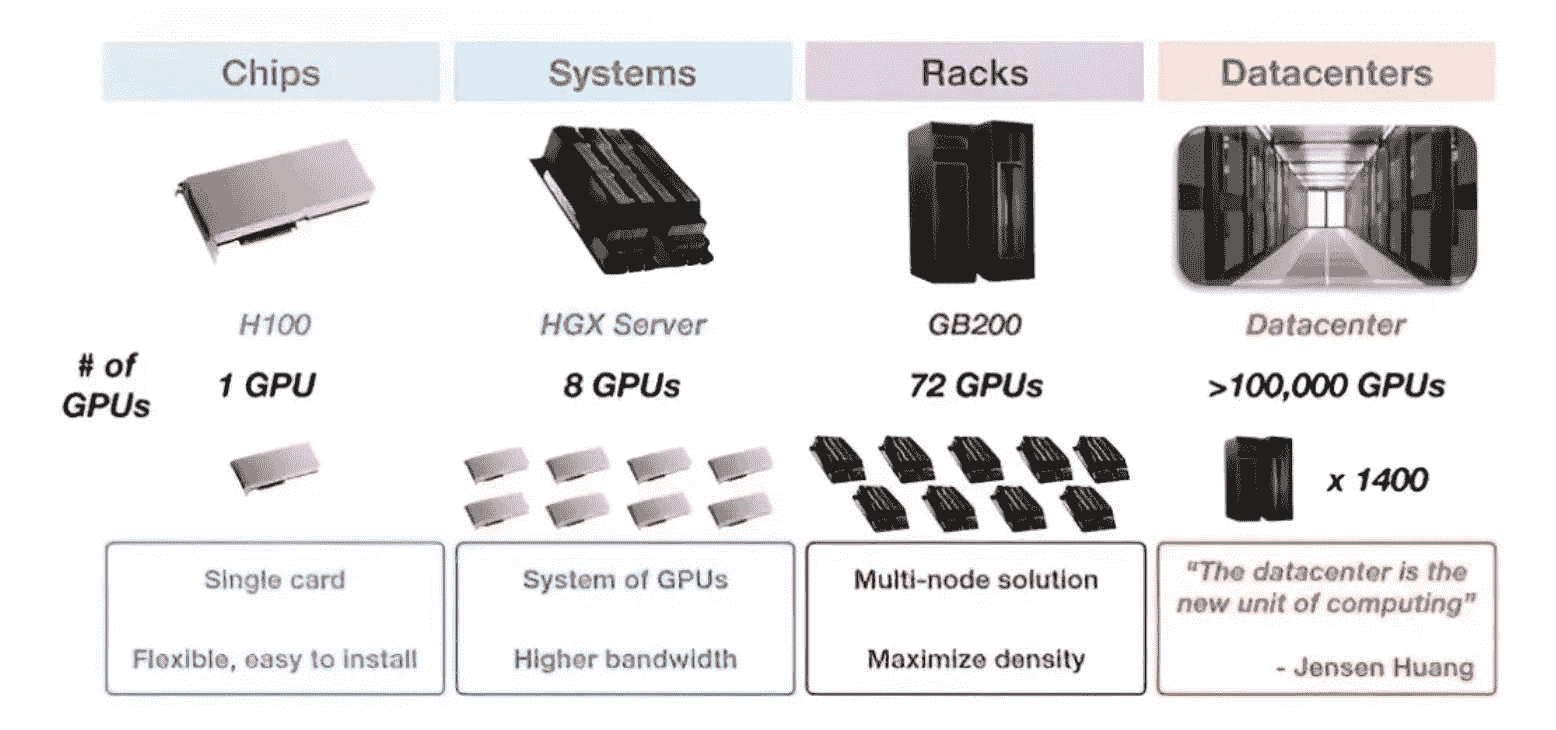 Chips
Systems
Racks
Datacenters
H100
HGX Server
GB200
Datacenter
# of
GPUs
1 GPU
8 GPUs
72 GPUs
>100,000 GPUs
x 1400
Single card
Flexible, easy to install
System of GPUs
Higher bandwidth
Multi-node solution
Maximize density
"The datacenter is the
new unit of computing"
- Jensen Huang